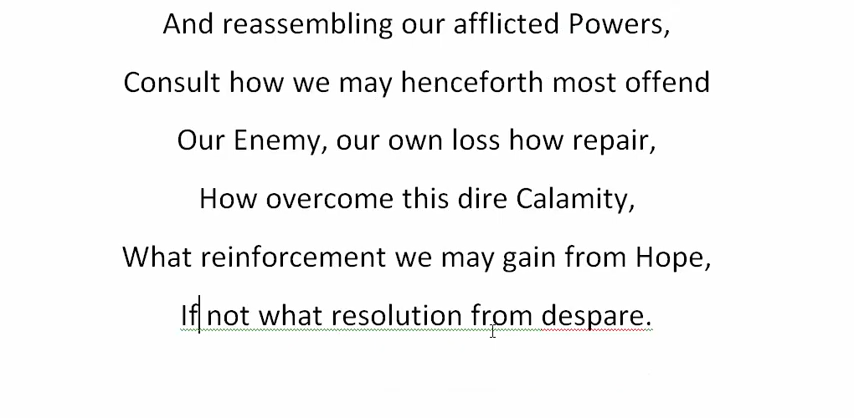 And reassembling our afflicted Powers,
Consult how we may henceforth most offend
Our Enemy, our own loss how repair,
How overcome this dire Calamity,
What reinforcement we may gain from Hope,
If not what resolution from despare.